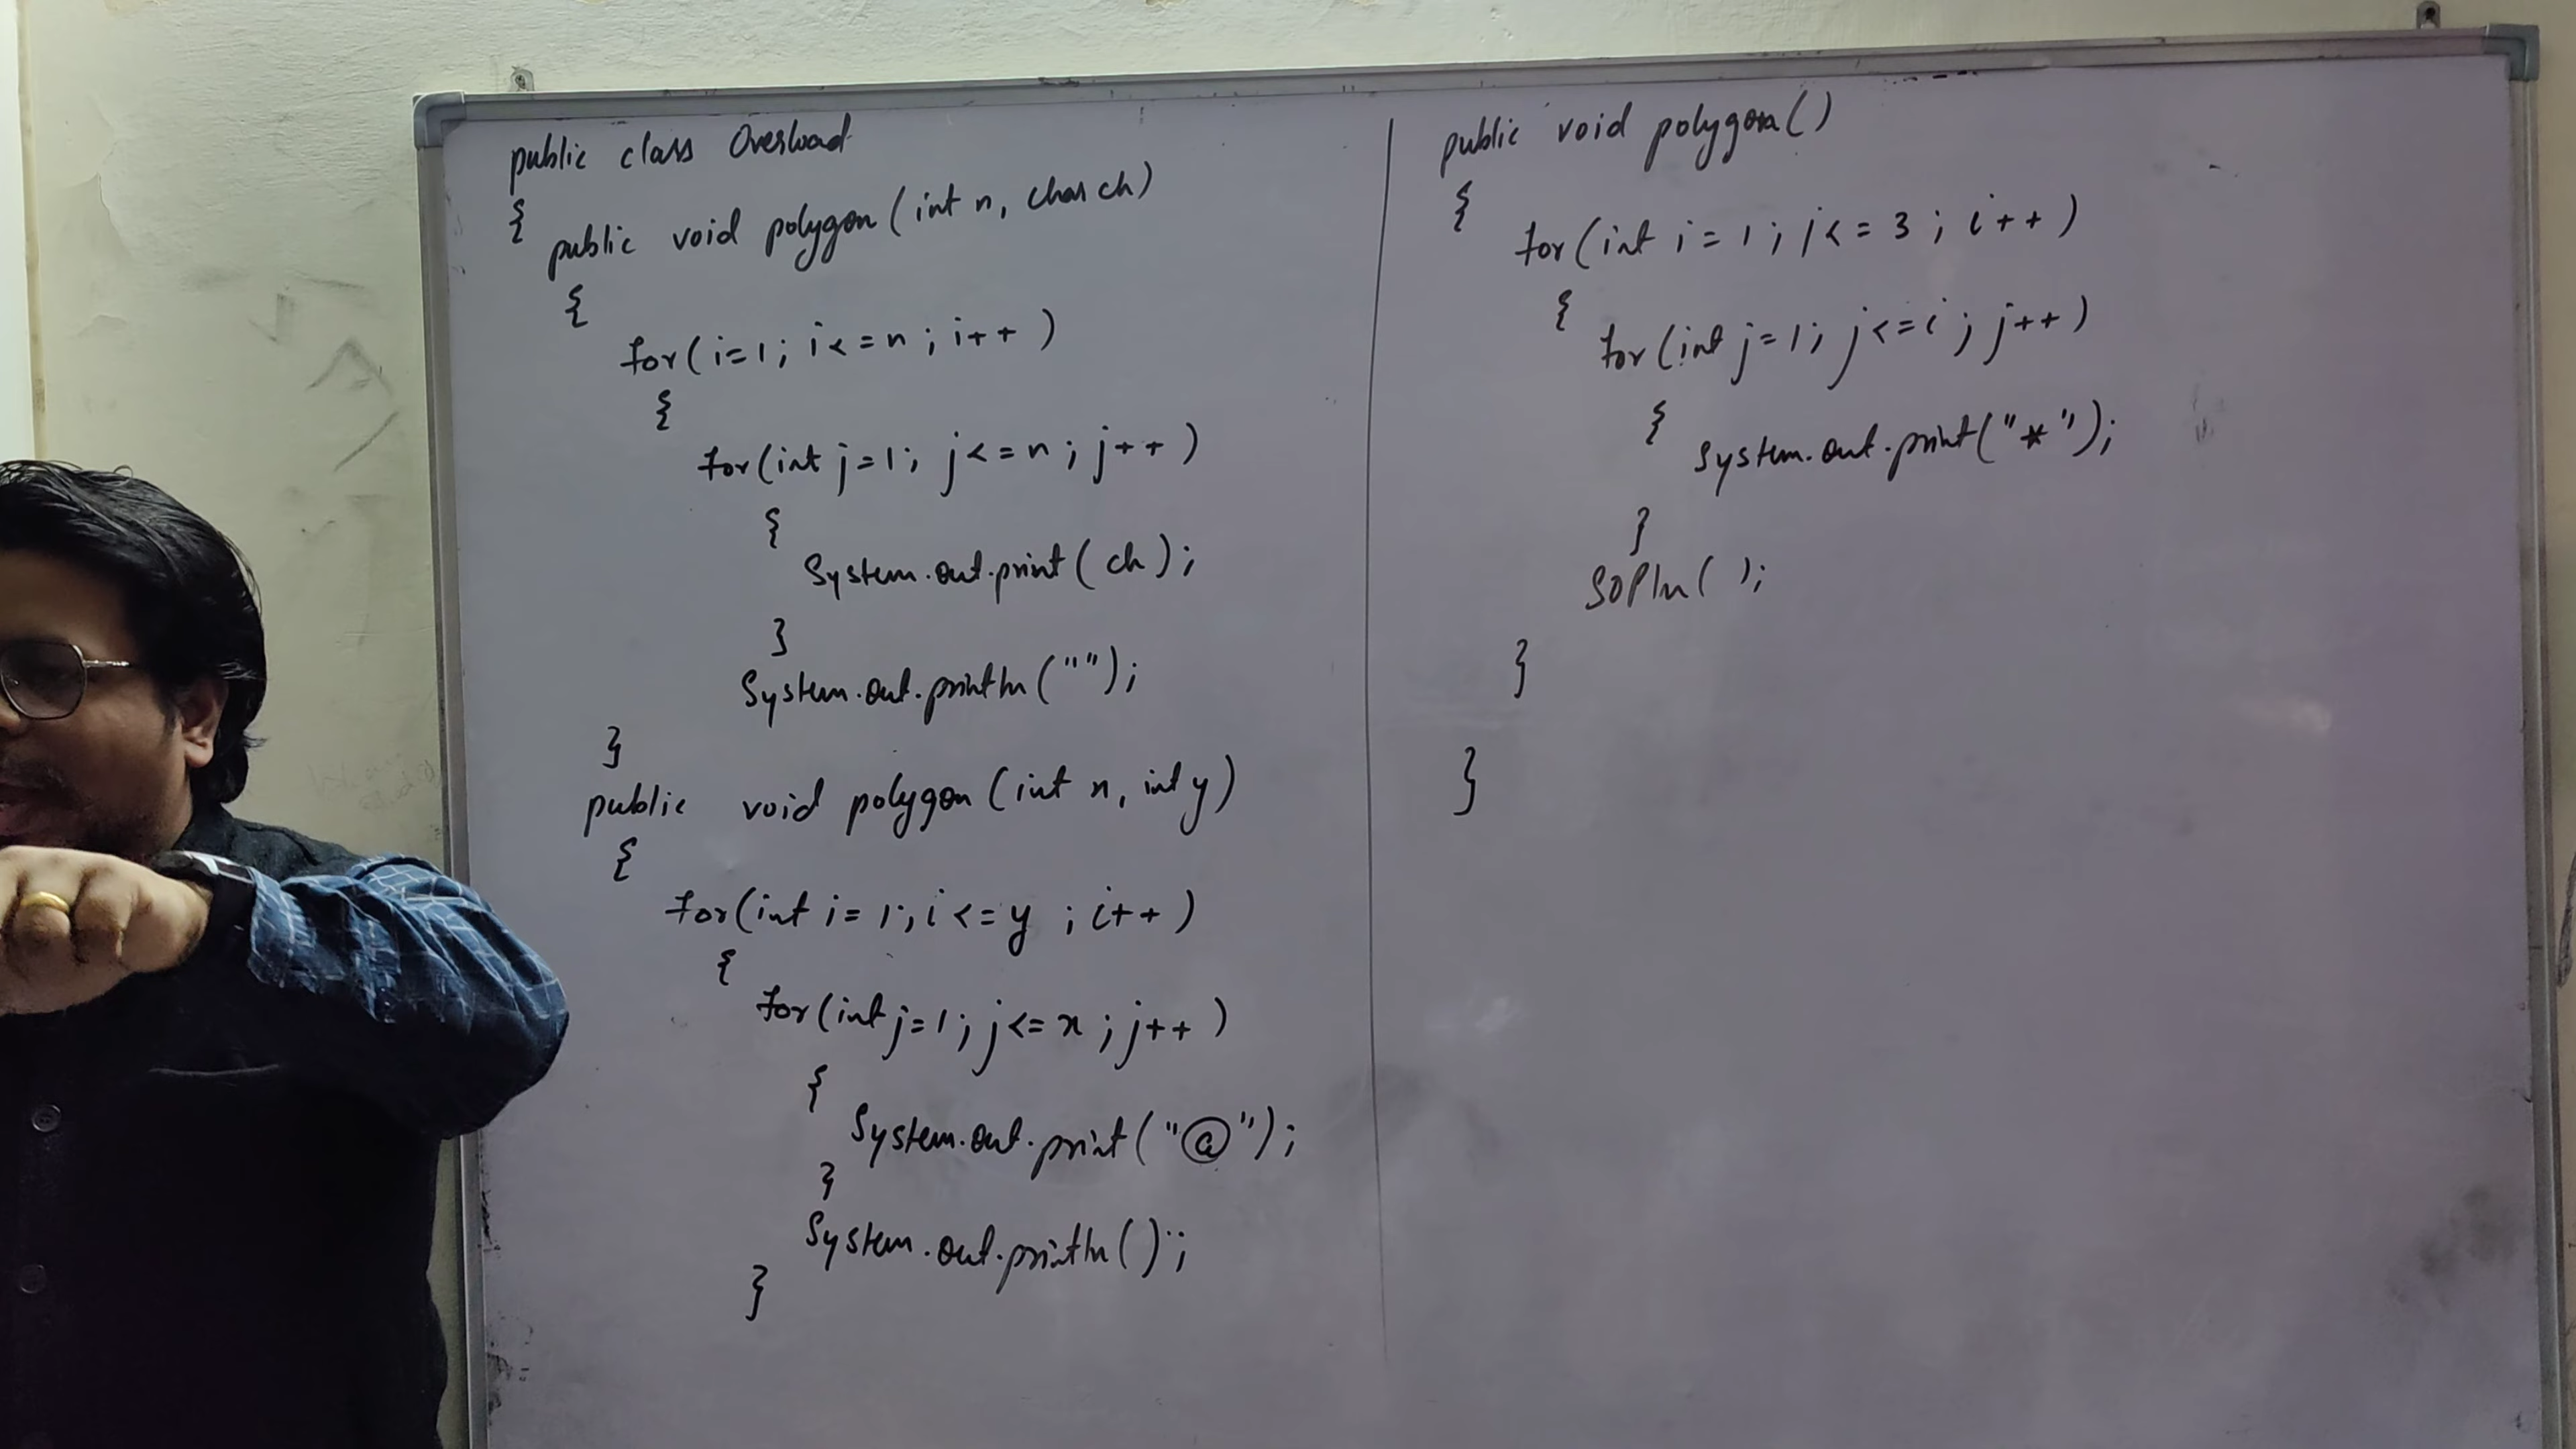 public class Overload
{
public void polygon (int n, char ch)
{
for( i=1; i<=n; i++ )
{
for(int j=1; j<=n; j++ )
{
System.out.print( ch );
}
System.out.println ("");
}
public void polygon (int x, int y)
{
for(int i= 1; i <= y ; i++ )
{
for(int j=1; j<= x ; j++ )
{
System.out.print( "@" );
}
System.out.println( );
}
public void polygon( )
{
for(int i= 1; i<= 3 ; i++ )
{
for(int j=1; j<=i ; j++ )
{
System.out.print("*");
}
SOPln( );
}
}